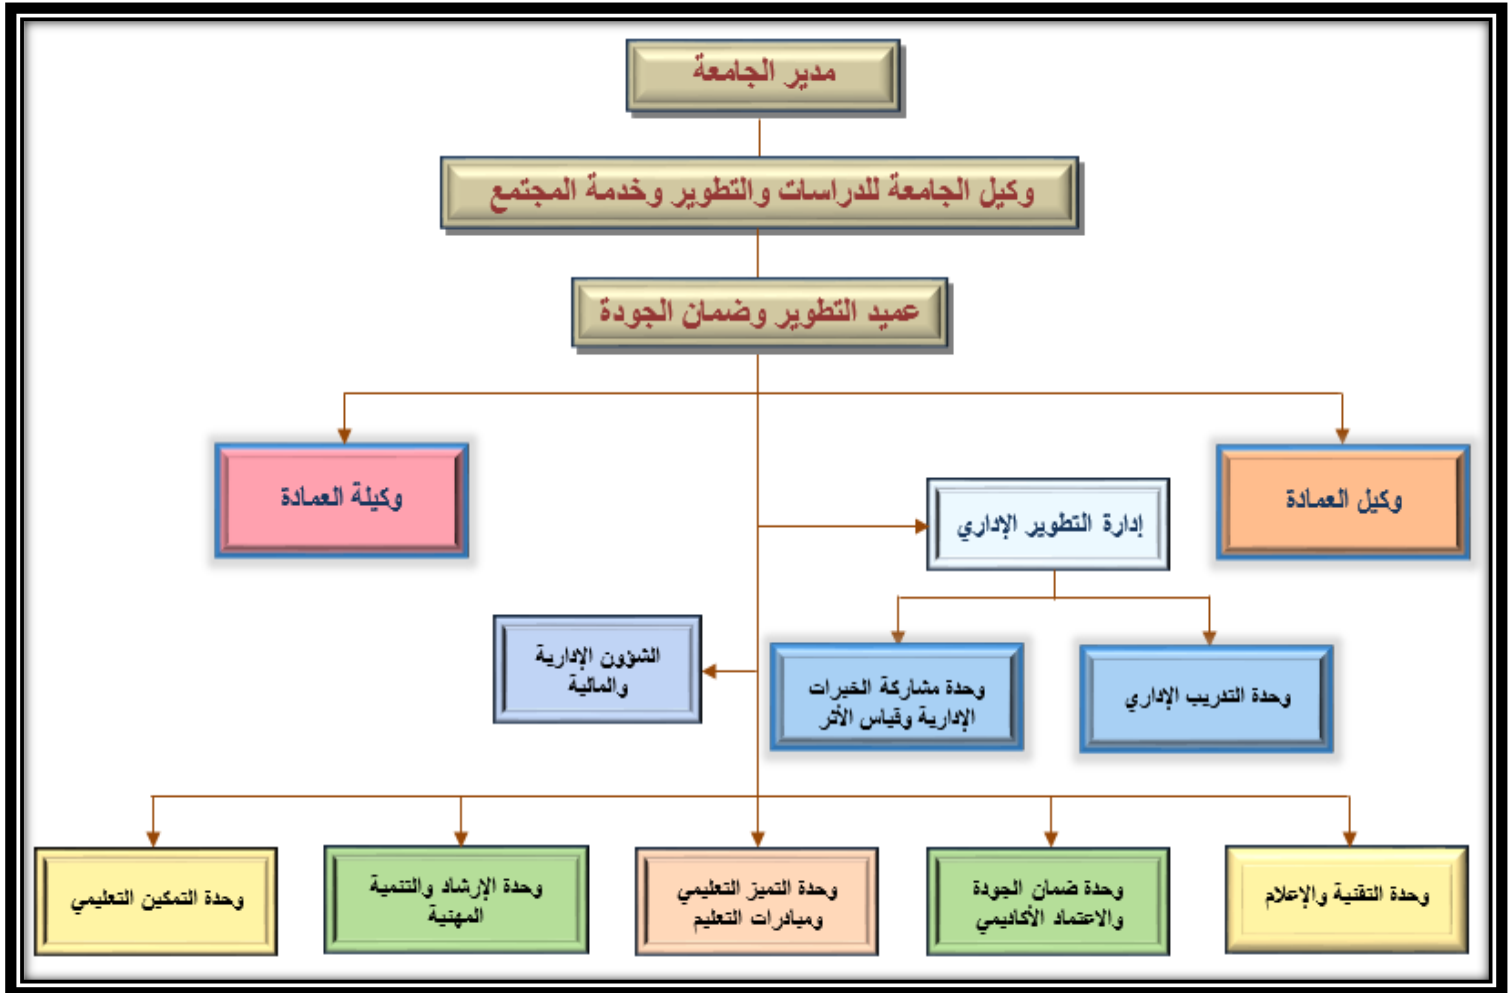 مدير الجامعة
وكيل الجامعة للدراسات والتطوير وخدمة المجتمع
عميد التطوير وضمان الجودة
وكيل العمادة
وكيلة العمادة
إدارة التطوير الإداري
وحدة التدريب الإداري
وحدة مشاركة الخبرات
الإدارية وقياس الأثر
الشؤون الإدارية
والمالية
وحدة التقنية والإعلام
وحدة ضمان الجودة
والاعتماد الأكاديمي
وحدة التميز التعليمي
ومبادرات التعليم
وحدة الإرشاد والتنمية
المهنية
وحدة التمكين التعليمي